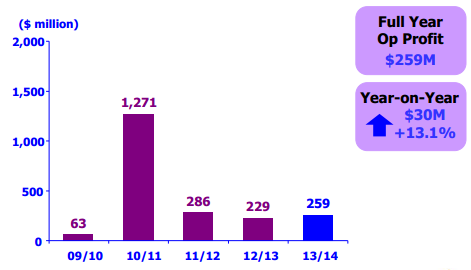 ($ million)
2,000
1,500
1,000
500
0
63
1,271
286
229
259
09/10
10/11
11/12
12/13
13/14
Full Year
Op Profit
$259M
Year-on-Year
$30M
+13.1%